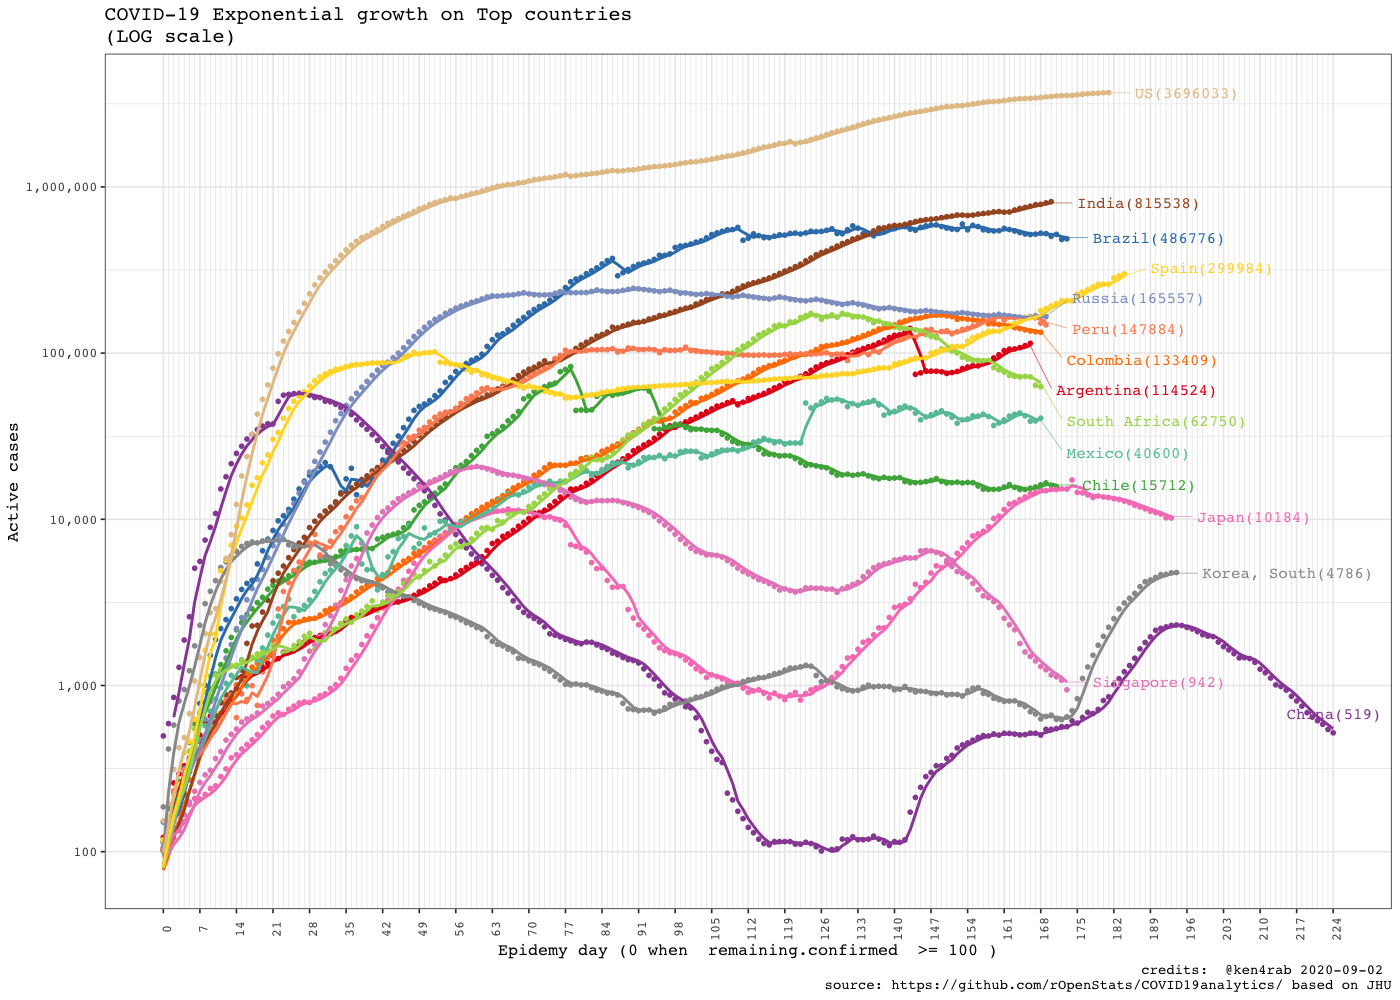 COVID-19 Exponential growth on Top countries
(LOG scale)
Active cases
1,000,000
100,000
10,000
1,000
100
US(3696033)
India(815538)
Brazil(486776)
Spain(299984)
Russia(165557)
Peru(147884)
Colombia(133409)
Argentina(114524)
South Africa(62750)
Mexico(40600)
Chile(15712)
Japan(10184)
Korea, South(4786)
Singapore(942)
China(519)
0 7 14 21 28 35 42 49 56 63 70 77 84 91 98 105 112 119 126 133 140 147 154 161 168 175 182 189 196 203 210 217 224
Epidemy day (0 when  remaining.confirmed  >= 100 )
credits:  @ken4rab 2020-09-02
source: https://github.com/rOpenStats/COVID19analytics/ based on JHU